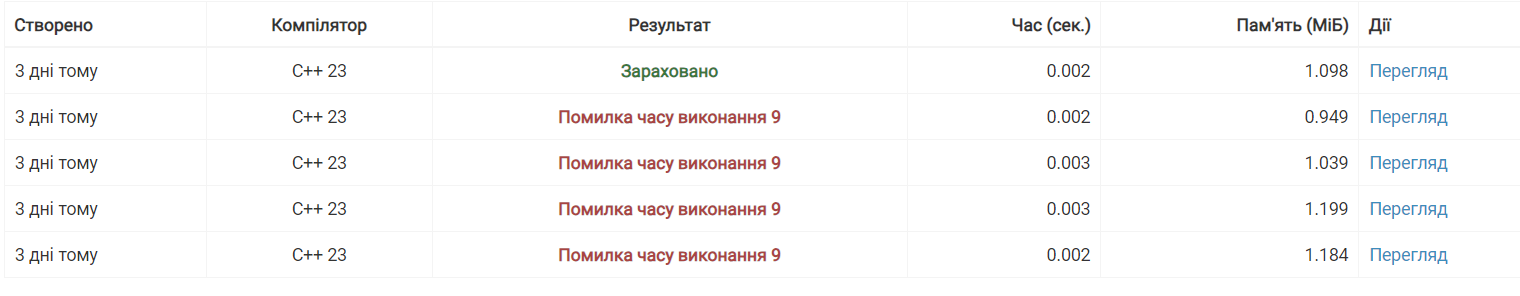 Створено Компілятор Результат Час (сек.) Пам'ять (МіБ) Дії
3 дні тому C++ 23 Зараховано 0.002 1.098 Перегляд
3 дні тому C++ 23 Помилка часу виконання 9 0.002 0.949 Перегляд
3 дні тому C++ 23 Помилка часу виконання 9 0.003 1.039 Перегляд
3 дні тому C++ 23 Помилка часу виконання 9 0.003 1.199 Перегляд
3 дні тому C++ 23 Помилка часу виконання 9 0.002 1.184 Перегляд